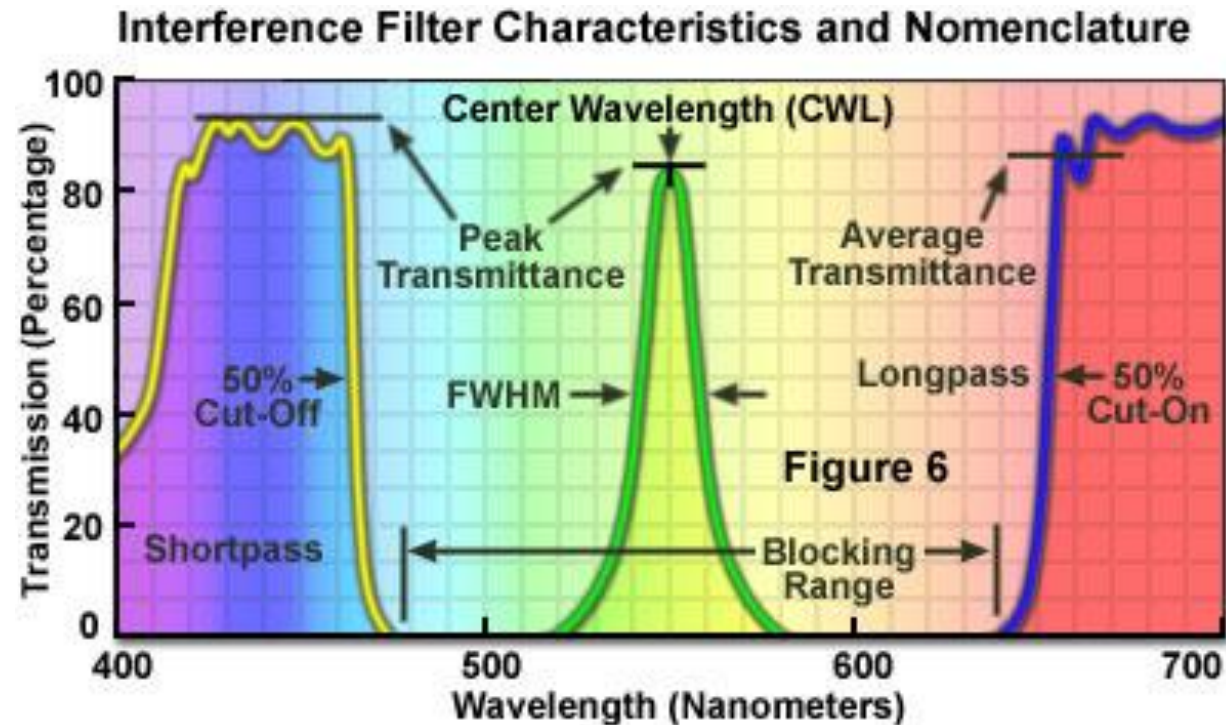 Interference Filter Characteristics and Nomenclature
Transmission (Percentage)
100
80
60
40
20
0
Center Wavelength (CWL)
Peak
Transmittance
Average
Transmittance
50%
Cut-Off
FWHM
Longpass
50%
Cut-On
Figure 6
Shortpass
Blocking
Range
400
500
600
700
Wavelength (Nanometers)